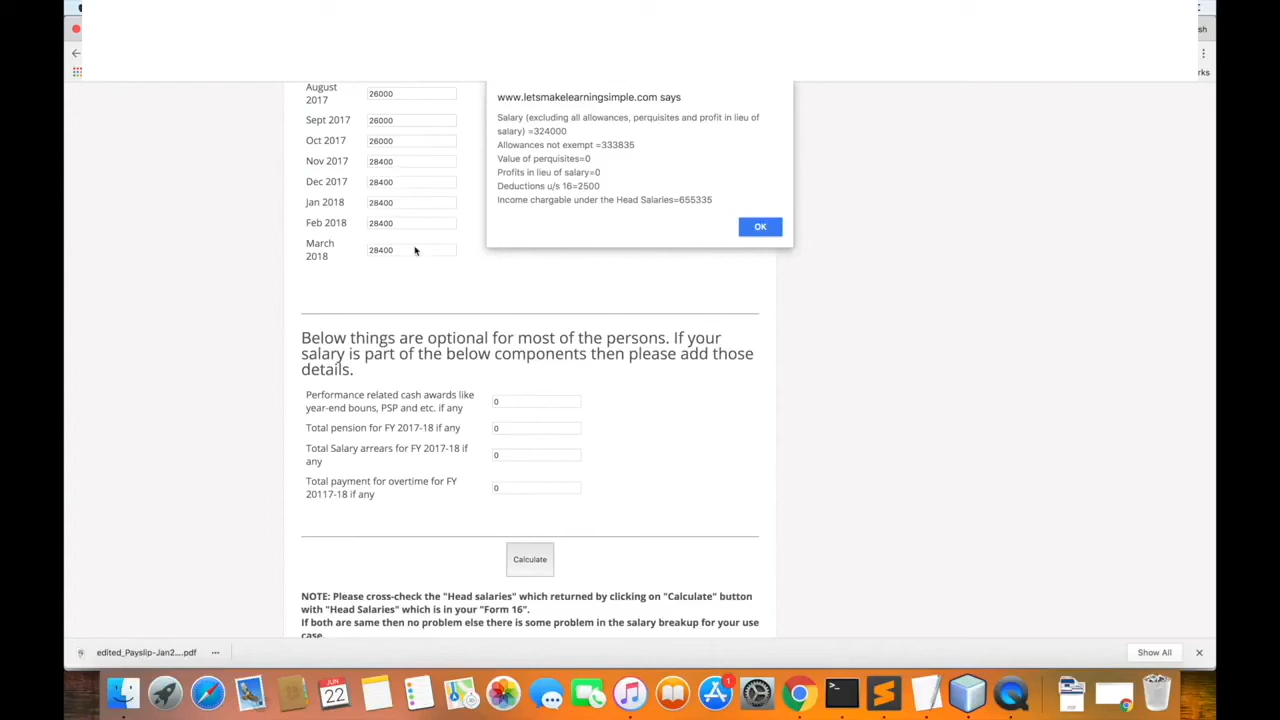 sh
rks
August
2017
26000
Sept 2017
26000
Oct 2017
26000
Nov 2017
28400
Dec 2017
28400
Jan 2018
28400
Feb 2018
28400
March
2018
28400
www.letsmakelearningsimple.com says
Salary (excluding all allowances, perquisites and profit in lieu of
salary) =324000
Allowances not exempt =333835
Value of perquisites=0
Profits in lieu of salary=0
Deductions u/s 16=2500
Income chargable under the Head Salaries=655335
OK
Below things are optional for most of the persons. If your
salary is part of the below components then please add those
details.
Performance related cash awards like
year-end bouns, PSP and etc. if any
0
Total pension for FY 2017-18 if any
0
Total Salary arrears for FY 2017-18 if
any
0
Total payment for overtime for FY
20117-18 if any
0
Calculate
NOTE: Please cross-check the "Head salaries" which returned by clicking on "Calculate" button
with "Head Salaries" which is in your "Form 16".
If both are same then no problem else there is some problem in the salary breakup for your use
case.
edited_Payslip-Jan2....pdf
Show All
JUN
22
1